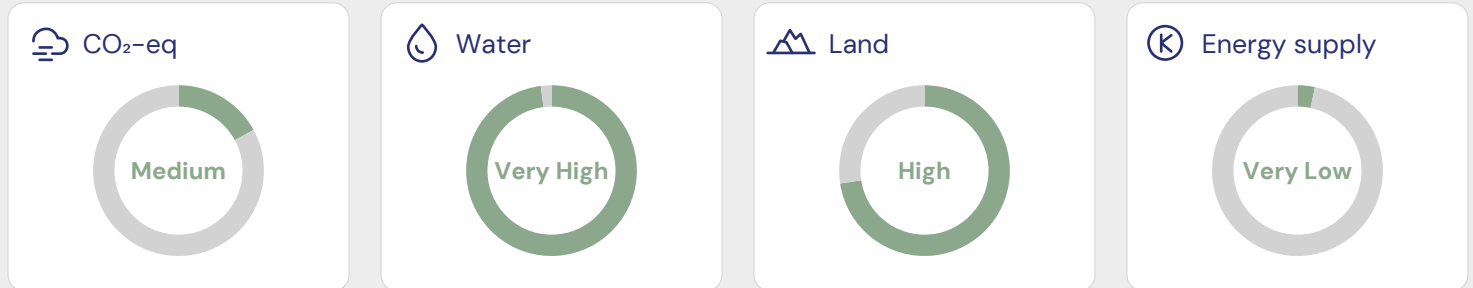 CO₂-eq
Medium
Water
Very High
Land
High
Energy supply
Very Low